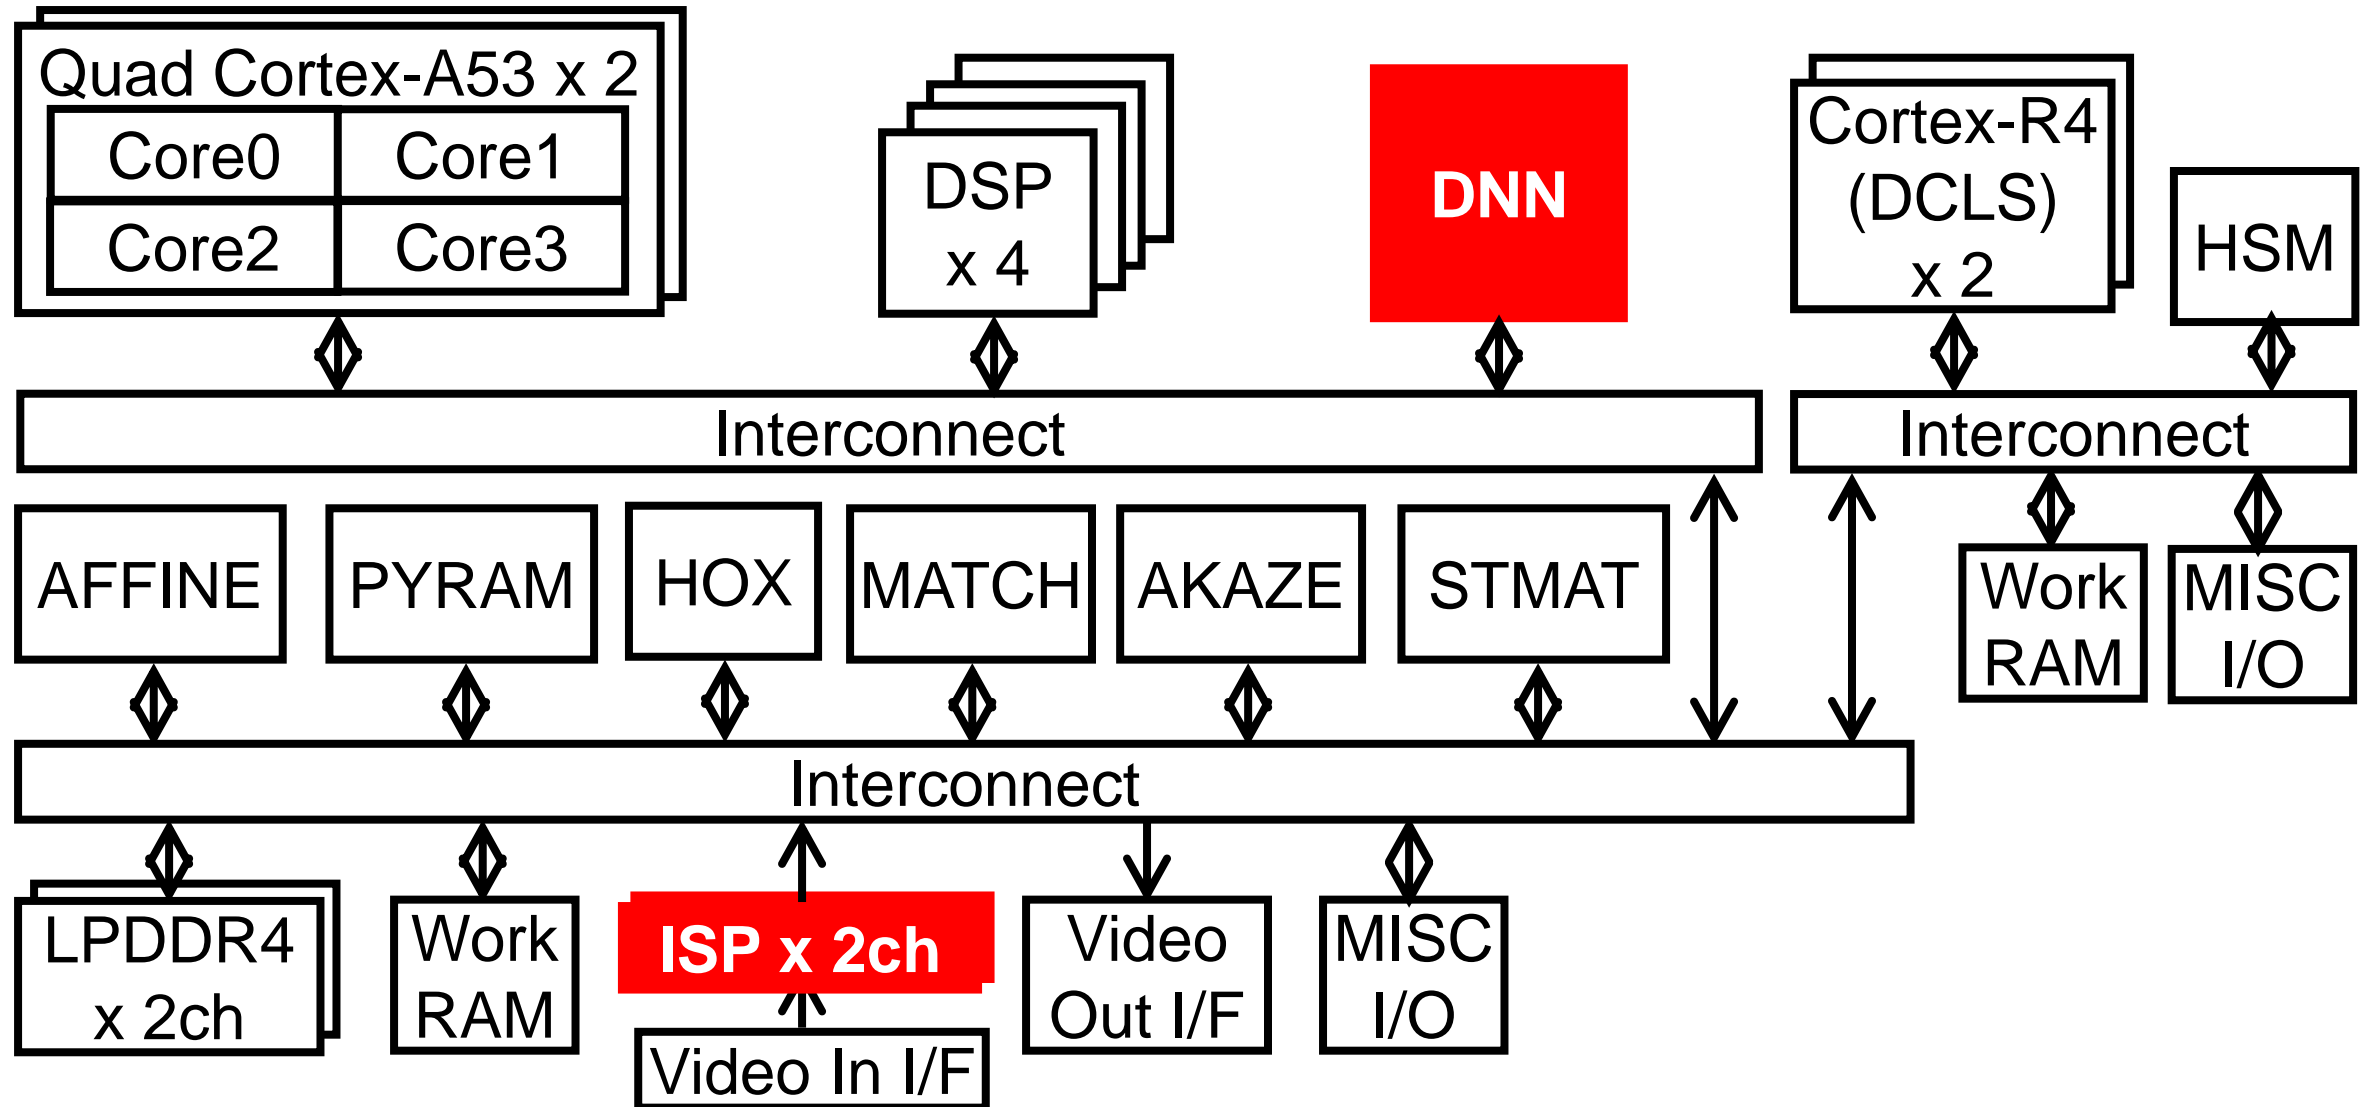 Quad Cortex-A53 x 2
Core0
Core1
Core2
Core3
DSP
x 4
DNN
Cortex-R4
(DCLS)
x 2
HSM
Interconnect
Interconnect
AFFINE
PYRAM
HOX
MATCH
AKAZE
STMAT
Work
RAM
MISC
I/O
Interconnect
LPDDR4
x 2ch
Work
RAM
ISP x 2ch
Video In I/F
Video
Out I/F
MISC
I/O